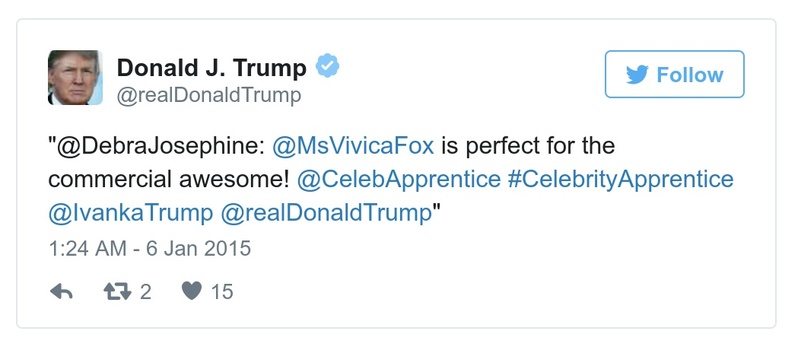 Donald J. Trump
@realDonaldTrump
Follow
"@DebraJosephine: @MsVivicaFox is perfect for the
commercial awesome! @CelebApprentice #CelebrityApprentice
@IvankaTrump @realDonaldTrump"
1:24 AM - 6 Jan 2015
2 15